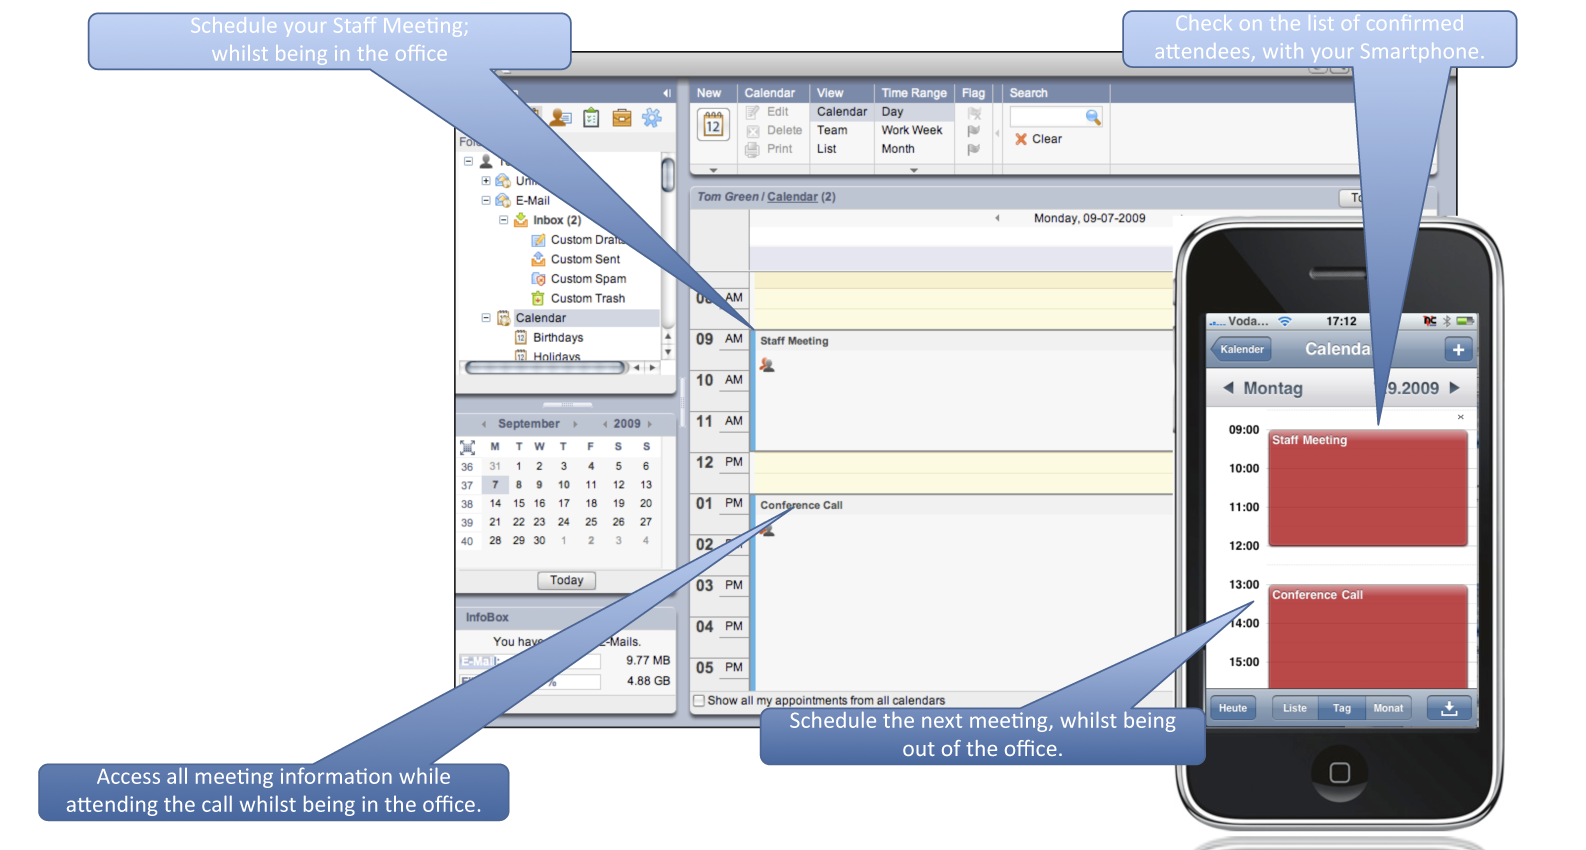 Schedule your Staff Meeting;
whilst being in the office
Check on the list of confirmed
attendees, with your Smartphone.
New Calendar View Time Range Flag Search
Edit Calendar Day
12 Delete Team Work Week
Clear
Print List Month
E-Mail
Inbox (2)
Custom
Custom Sent
Custom Spam
Custom Trash
Calendar
Birthdays
Holidays
Tom Green / Calendar (2)
Monday, 09-07-2009
AM
09 AM Staff Meeting
10 AM
11 AM
12 PM
01 PM Conference Call
02
03 PM
04 PM
05 PM
Show all my appointments from all calendars
September 2009
M T W T F S S
36 31 1 2 3 4 5 6
37 7 8 9 10 11 12 13
38 14 15 16 17 18 19 20
39 21 22 23 24 25 26 27
40 28 29 30 1 2 3 4
Today
InfoBox
You have E-Mails.
E-Mail: 9.77 MB
% 4.88 GB
Voda... 17:12
Kalender Calenda +
Montag 9.2009
09:00 Staff Meeting
10:00
11:00
12:00
13:00 Conference Call
14:00
15:00
Heute Liste Tag Monat
Schedule the next meeting, whilst being
out of the office.
Access all meeting information while
attending the call whilst being in the office.